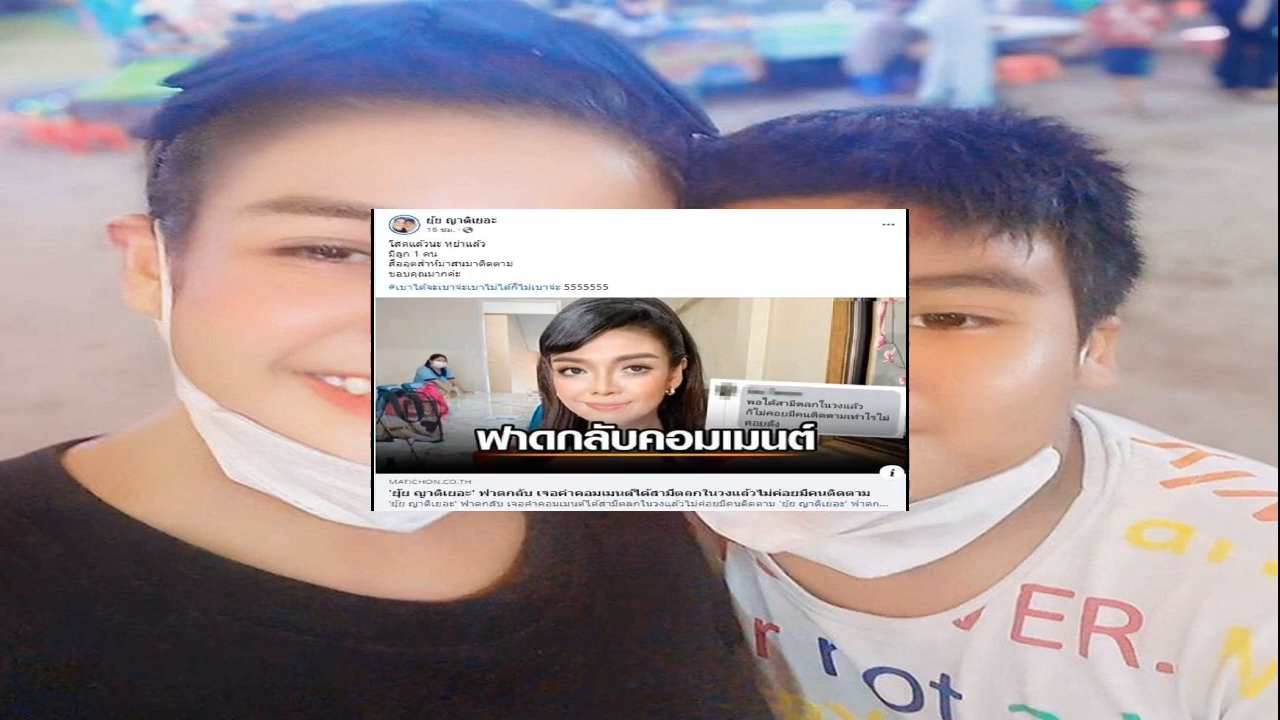 ยุ้ย ญาติเยอะ
16 ชม.
โสดแล้วนะ หย่าแล้ว
มีลูก 1 คน
สื่ออุตส่าห์มาสนมาติดตาม
ขอบคุณมากค่ะ
#เบาได้จะเบาจ่ะเบาไม่ได้ก็ไม่เบาจ่ะ 5555555
พอได้สามีตลกในวงแล้ว
ก็ไม่ค่อยมีคนติดตามเท่าไรไม่
ค่อยดัง
ฟาดกลับคอมเมนต์
MATICHON.CO.TH
'ยุ้ย ญาติเยอะ' ฟาดกลับ เจอคำคอมเมนต์ได้สามีตลกในวงแล้วไม่ค่อยมีคนติดตาม
'ยุ้ย ญาติเยอะ' ฟาดกลับ เจอคำคอมเมนต์ได้สามีตลกในวงแล้วไม่ค่อยมีคนติดตาม 'ยุ้ย ญาติเยอะ' ฟาดก...
VER.
r rot